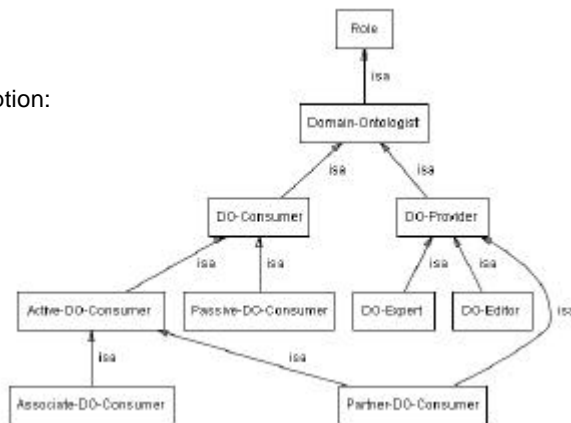 Role
isa
otion:
Domain-Ontologist
isa isa
DO-Consumer DO-Provider
isa isa isa isa
Active-DO-Consumer Passive-DO-Consumer DO-Expert DO-Editor isa
isa isa
Associate-DO-Consumer Partner-DO-Consumer